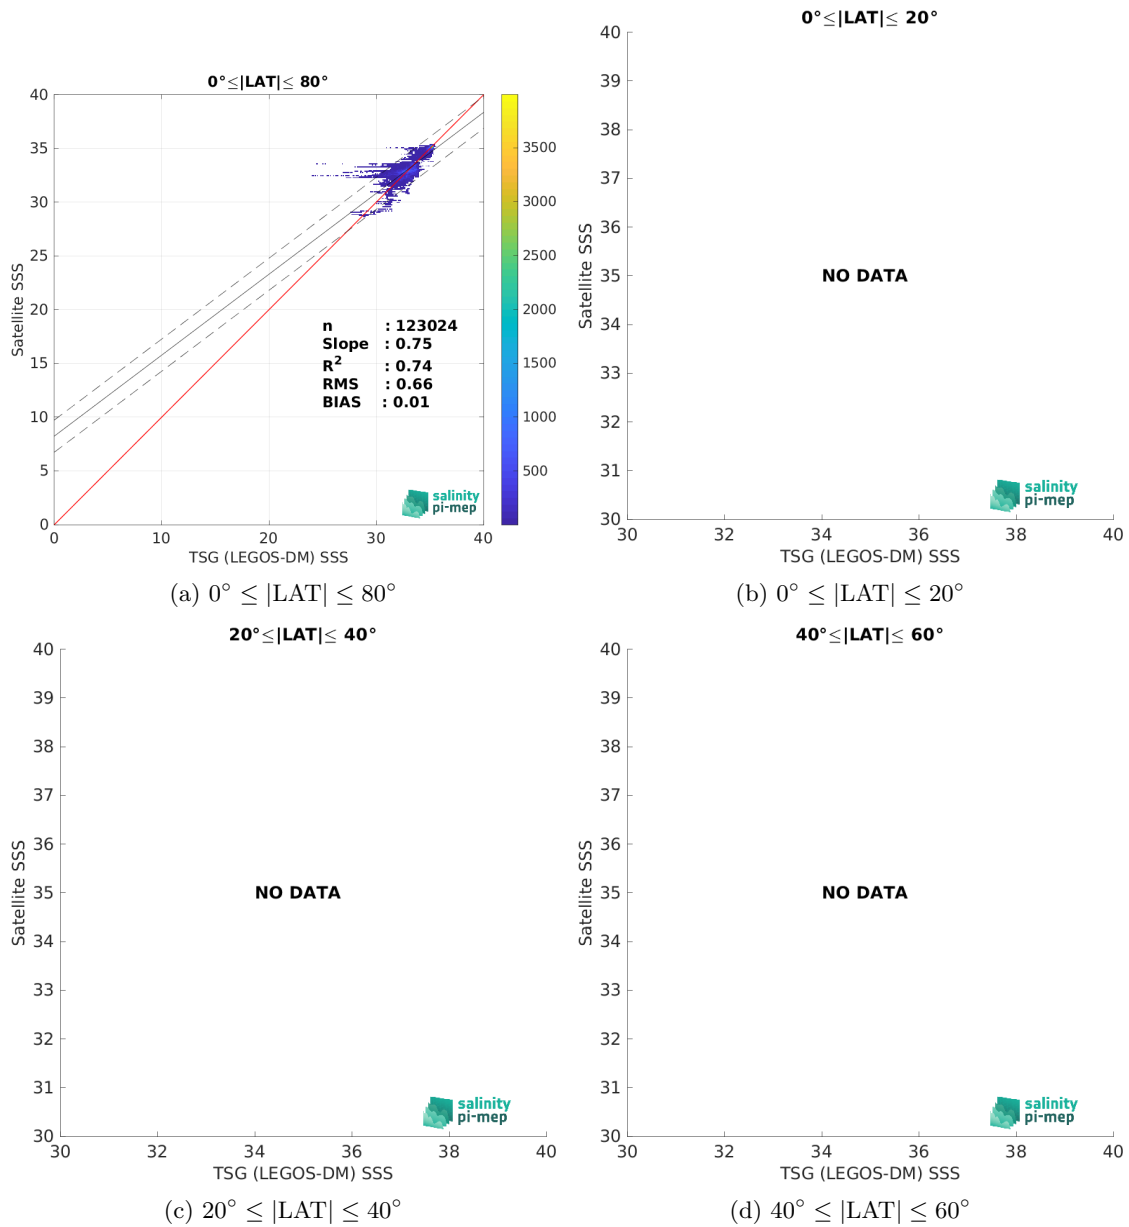 0°≤|LAT|≤ 80°
40
35
30
25
20
15
10
5
0
Satellite SSS
n : 123024
Slope : 0.75
R² : 0.74
RMS : 0.66
BIAS : 0.01
salinity
pi-mep
0 10 20 30 40
TSG (LEGOS-DM) SSS
3500
3000
2500
2000
1500
1000
500
(a) 0° ≤ |LAT| ≤ 80°
0°≤|LAT|≤ 20°
40
39
38
37
36
35
34
33
32
31
30
Satellite SSS
NO DATA
salinity
pi-mep
30 32 34 36 38 40
TSG (LEGOS-DM) SSS
(b) 0° ≤ |LAT| ≤ 20°
20°≤|LAT|≤ 40°
40
39
38
37
36
35
34
33
32
31
30
Satellite SSS
NO DATA
salinity
pi-mep
30 32 34 36 38 40
TSG (LEGOS-DM) SSS
(c) 20° ≤ |LAT| ≤ 40°
40°≤|LAT|≤ 60°
40
39
38
37
36
35
34
33
32
31
30
Satellite SSS
NO DATA
salinity
pi-mep
30 32 34 36 38 40
TSG (LEGOS-DM) SSS
(d) 40° ≤ |LAT| ≤ 60°